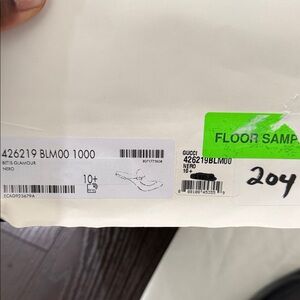 426219 BLM00 1000
BETIS GLAMOUR
NERO
10+
GUCCI
426219BLM00
NERO
10+
FLOOR SAMP
204